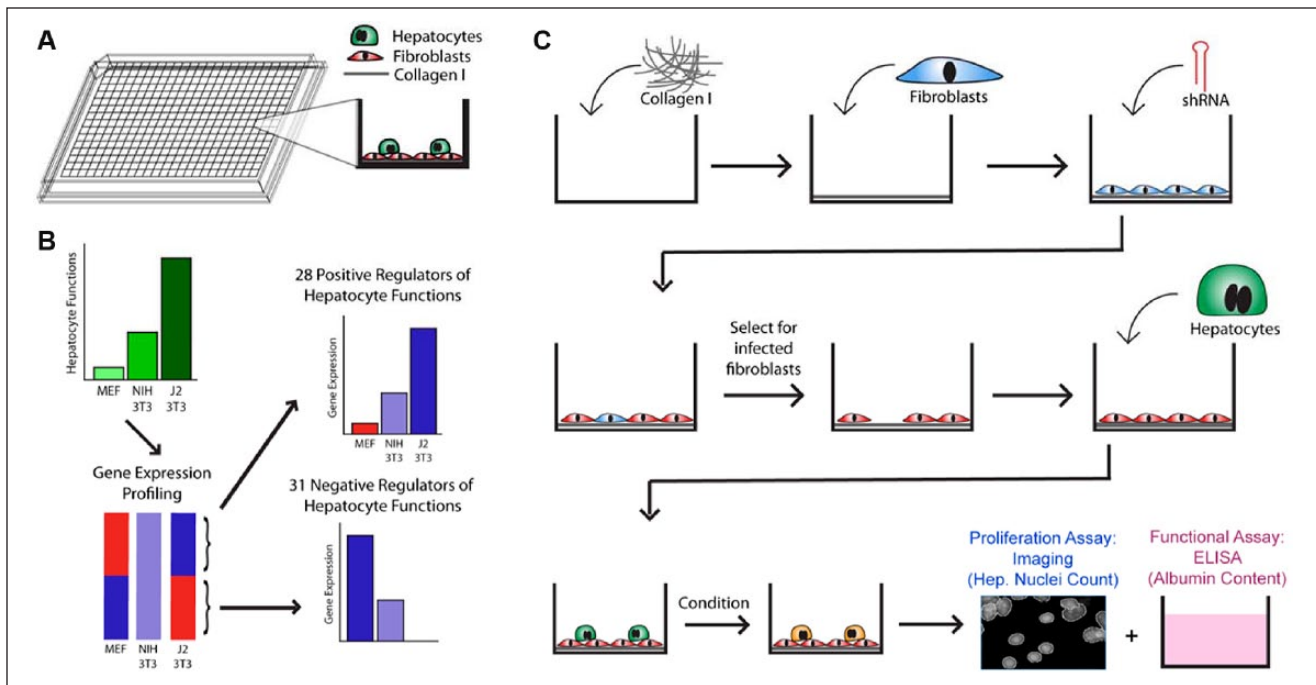 A
Hepatocytes
Fibroblasts
Collagen I
B
Hepatocyte Functions
MEF
NIH
3T3
J2
3T3
Gene Expression
Profiling
MEF
NIH
3T3
J2
3T3
28 Positive Regulators of
Hepatocyte Functions
Gene Expression
MEF
NIH
3T3
J2
3T3
31 Negative Regulators of
Hepatocyte Functions
Gene Expression
C
Collagen I
Fibroblasts
shRNA
Select for
infected
fibroblasts
Hepatocytes
Condition
Proliferation Assay:
Imaging
(Hep. Nuclei Count)
+
Functional Assay:
ELISA
(Albumin Content)